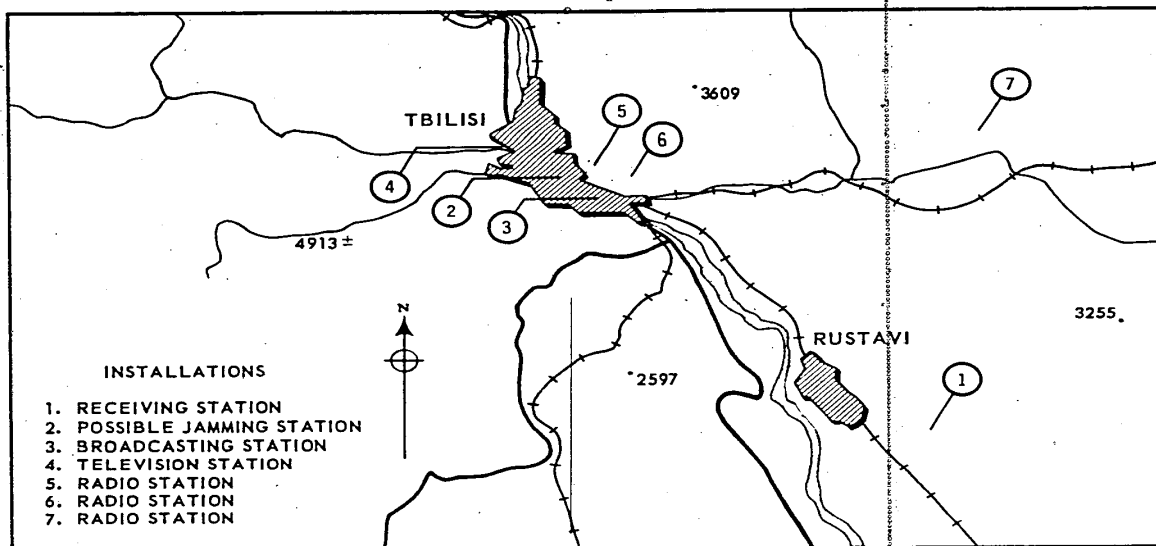 TBILISI
3609
5
6
7
4
2
3
4913 ±
N
3255
RUSTAVI
2597
1
INSTALLATIONS
1. RECEIVING STATION
2. POSSIBLE JAMMING STATION
3. BROADCASTING STATION
4. TELEVISION STATION
5. RADIO STATION
6. RADIO STATION
7. RADIO STATION